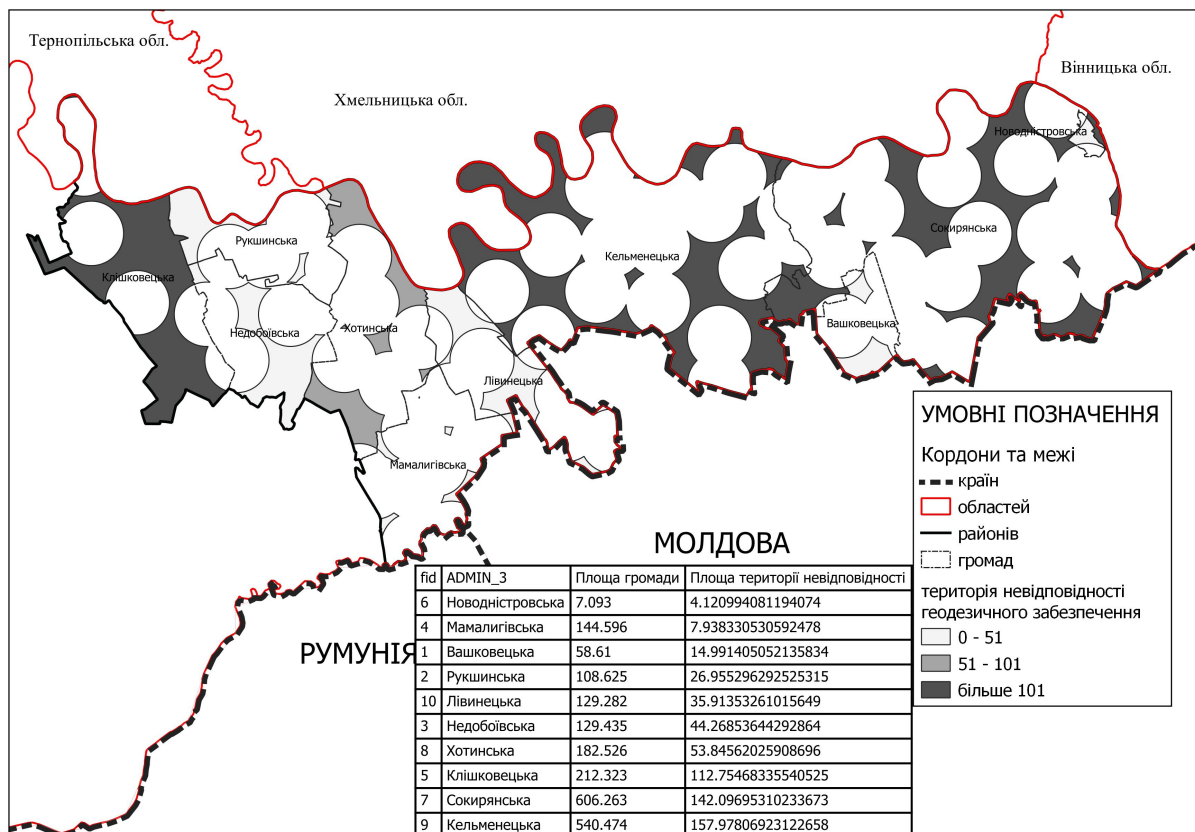 Тернопільська обл.
Вінницька обл.
Хмельницька обл.
Новодністровська
Рукшинська
Сокирянська
Кельменецька
Клішковецька
Вашковецька
Хотинська
Недобоївська
Лівинецька
Мамалигівська
МОЛДОВА
РУМУНІЯ
УМОВНІ ПОЗНАЧЕННЯ
Кордони та межі
країн
областей
районів
громад
територія невідповідності
геодезичного забезпечення
0 - 51
51 - 101
більше 101
fid ADMIN_3 Площа громади Площа території невідповідності
6 Новодністровська 7.093 4.120994081194074
4 Мамалигівська 144.596 7.938330530592478
1 Вашковецька 58.61 14.991405052135834
2 Рукшинська 108.625 26.955296292525315
10 Лівинецька 129.282 35.91353261015649
3 Недобоївська 129.435 44.26853644292864
8 Хотинська 182.526 53.84562025908696
5 Клішковецька 212.323 112.75468335540525
7 Сокирянська 606.263 142.09695310233673
9 Кельменецька 540.474 157.97806923122658